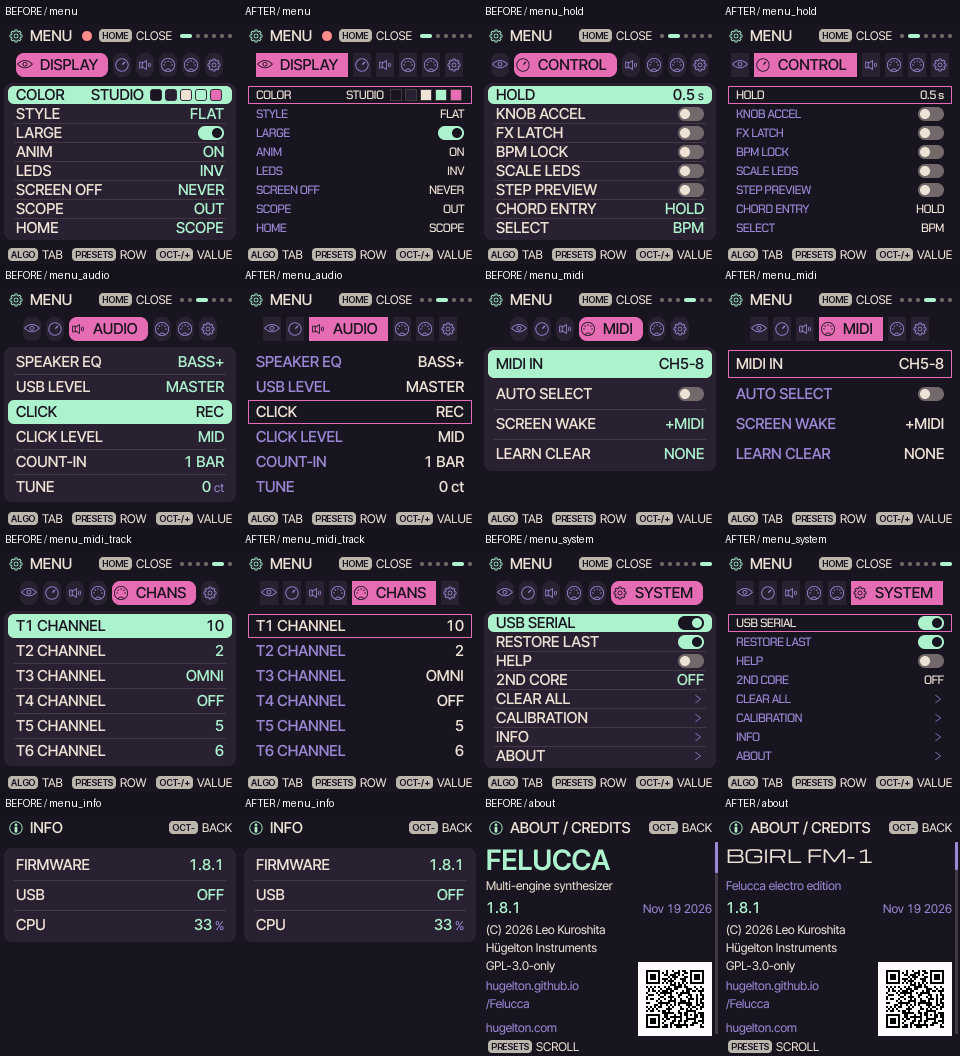 BEFORE / menu
MENU HOME CLOSE
DISPLAY
COLOR STUDIO
STYLE FLAT
LARGE
ANIM ON
LEDS INV
SCREEN OFF NEVER
SCOPE OUT
HOME SCOPE
ALGO TAB PRESETS ROW OCT-/+ VALUE
AFTER / menu
MENU HOME CLOSE
DISPLAY
COLOR STUDIO
STYLE FLAT
LARGE
ANIM ON
LEDS INV
SCREEN OFF NEVER
SCOPE OUT
HOME SCOPE
ALGO TAB PRESETS ROW OCT-/+ VALUE
BEFORE / menu_hold
MENU HOME CLOSE
CONTROL
HOLD 0.5 s
KNOB ACCEL
FX LATCH
BPM LOCK
SCALE LEDS
STEP PREVIEW
CHORD ENTRY HOLD
SELECT BPM
ALGO TAB PRESETS ROW OCT-/+ VALUE
AFTER / menu_hold
MENU HOME CLOSE
CONTROL
HOLD 0.5 s
KNOB ACCEL
FX LATCH
BPM LOCK
SCALE LEDS
STEP PREVIEW
CHORD ENTRY HOLD
SELECT BPM
ALGO TAB PRESETS ROW OCT-/+ VALUE
BEFORE / menu_audio
MENU HOME CLOSE
AUDIO
SPEAKER EQ BASS+
USB LEVEL MASTER
CLICK REC
CLICK LEVEL MID
COUNT-IN 1 BAR
TUNE 0 ct
ALGO TAB PRESETS ROW OCT-/+ VALUE
AFTER / menu_audio
MENU HOME CLOSE
AUDIO
SPEAKER EQ BASS+
USB LEVEL MASTER
CLICK REC
CLICK LEVEL MID
COUNT-IN 1 BAR
TUNE 0 ct
ALGO TAB PRESETS ROW OCT-/+ VALUE
BEFORE / menu_midi
MENU HOME CLOSE
MIDI
MIDI IN CH5-8
AUTO SELECT
SCREEN WAKE +MIDI
LEARN CLEAR NONE
ALGO TAB PRESETS ROW OCT-/+ VALUE
AFTER / menu_midi
MENU HOME CLOSE
MIDI
MIDI IN CH5-8
AUTO SELECT
SCREEN WAKE +MIDI
LEARN CLEAR NONE
ALGO TAB PRESETS ROW OCT-/+ VALUE
BEFORE / menu_midi_track
MENU HOME CLOSE
CHANS
T1 CHANNEL 10
T2 CHANNEL 2
T3 CHANNEL OMNI
T4 CHANNEL OFF
T5 CHANNEL 5
T6 CHANNEL 6
ALGO TAB PRESETS ROW OCT-/+ VALUE
AFTER / menu_midi_track
MENU HOME CLOSE
CHANS
T1 CHANNEL 10
T2 CHANNEL 2
T3 CHANNEL OMNI
T4 CHANNEL OFF
T5 CHANNEL 5
T6 CHANNEL 6
ALGO TAB PRESETS ROW OCT-/+ VALUE
BEFORE / menu_system
MENU HOME CLOSE
SYSTEM
USB SERIAL
RESTORE LAST
HELP
2ND CORE OFF
CLEAR ALL >
CALIBRATION >
INFO >
ABOUT >
ALGO TAB PRESETS ROW OCT-/+ VALUE
AFTER / menu_system
MENU HOME CLOSE
SYSTEM
USB SERIAL
RESTORE LAST
HELP
2ND CORE OFF
CLEAR ALL >
CALIBRATION >
INFO >
ABOUT >
ALGO TAB PRESETS ROW OCT-/+ VALUE
BEFORE / menu_info
INFO OCT- BACK
FIRMWARE 1.8.1
USB OFF
CPU 33 %
AFTER / menu_info
INFO OCT- BACK
FIRMWARE 1.8.1
USB OFF
CPU 33 %
BEFORE / about
ABOUT / CREDITS OCT- BACK
FELUCCA
Multi-engine synthesizer
1.8.1 Nov 19 2026
(C) 2026 Leo Kuroshita
Hügelton Instruments
GPL-3.0-only
hugelton.github.io
/Felucca
hugelton.com
PRESETS SCROLL
AFTER / about
ABOUT / CREDITS OCT- BACK
BGIRL FM-1
Felucca electro edition
1.8.1 Nov 19 2026
(C) 2026 Leo Kuroshita
Hügelton Instruments
GPL-3.0-only
hugelton.github.io
/Felucca
hugelton.com
PRESETS SCROLL